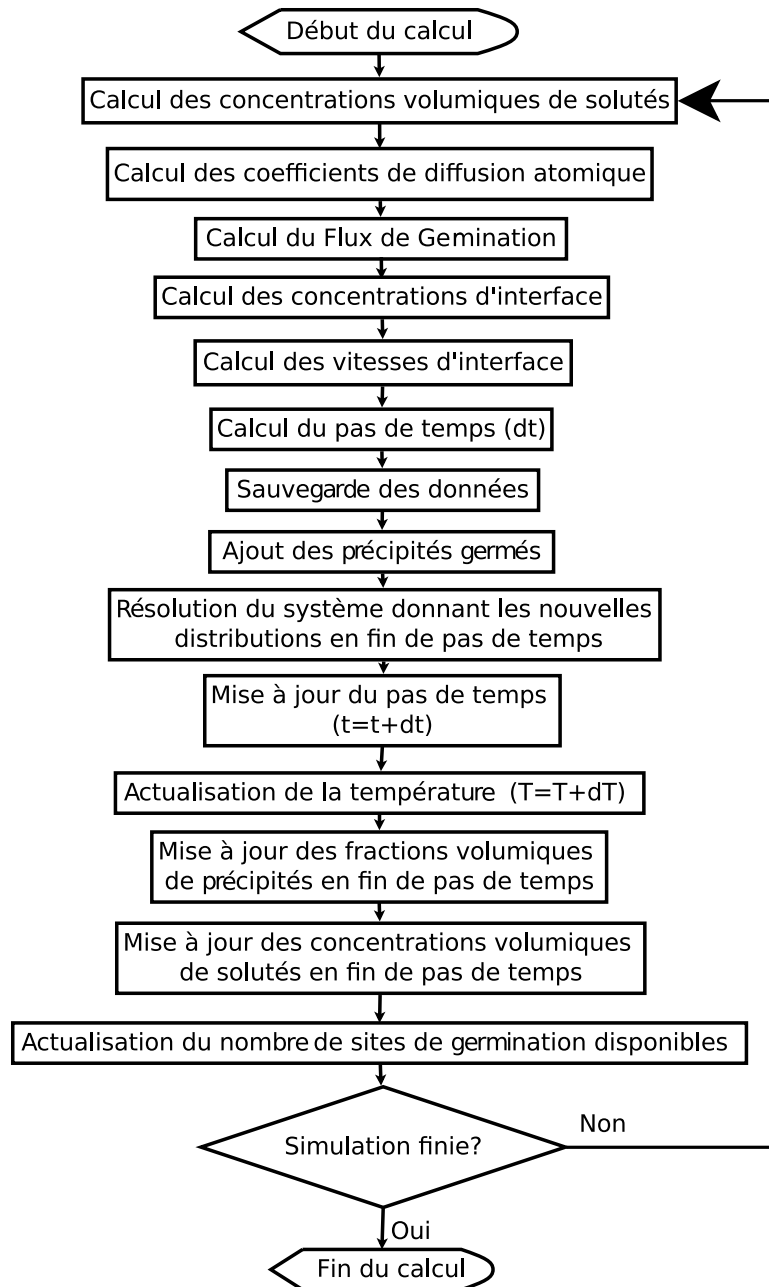 Début du calcul
Calcul des concentrations volumiques de solutés
Calcul des coefficients de diffusion atomique
Calcul du Flux de Gemination
Calcul des concentrations d'interface
Calcul des vitesses d'interface
Calcul du pas de temps (dt)
Sauvegarde des données
Ajout des précipités germés
Résolution du système donnant les nouvelles
distributions en fin de pas de temps
Mise à jour du pas de temps
(t=t+dt)
Actualisation de la température (T=T+dT)
Mise à jour des fractions volumiques
de précipités en fin de pas de temps
Mise à jour des concentrations volumiques
de solutés en fin de pas de temps
Actualisation du nombre de sites de germination disponibles
Simulation finie?
Non
Oui
Fin du calcul